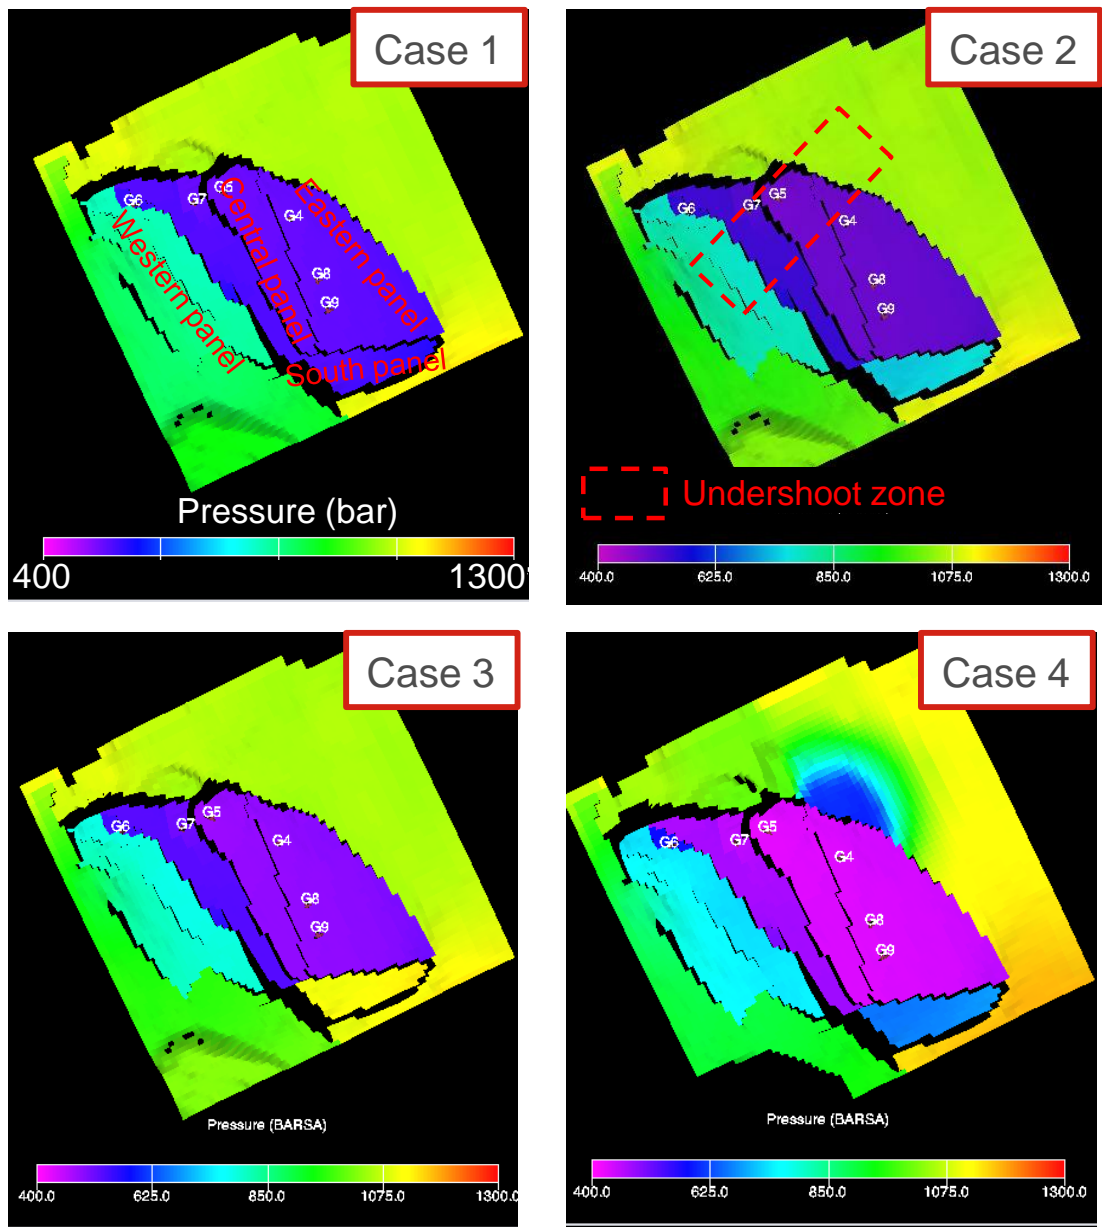 Case 1
G5
G7
G6
G4
G8
G9
Western panel
Central panel
Eastern panel
South panel
Pressure (bar)
400
1300
Case 2
G5
G7
G6
G4
G8
G9
Undershoot zone
400.0 625.0 850.0 1075.0 1300.0
Case 3
G5
G7
G6
G4
G8
G9
Pressure (BARSA)
400.0 625.0 850.0 1075.0 1300.0
Case 4
G5
G7
G6
G4
G8
G9
Pressure (BARSA)
400.0 625.0 850.0 1075.0 1300.0